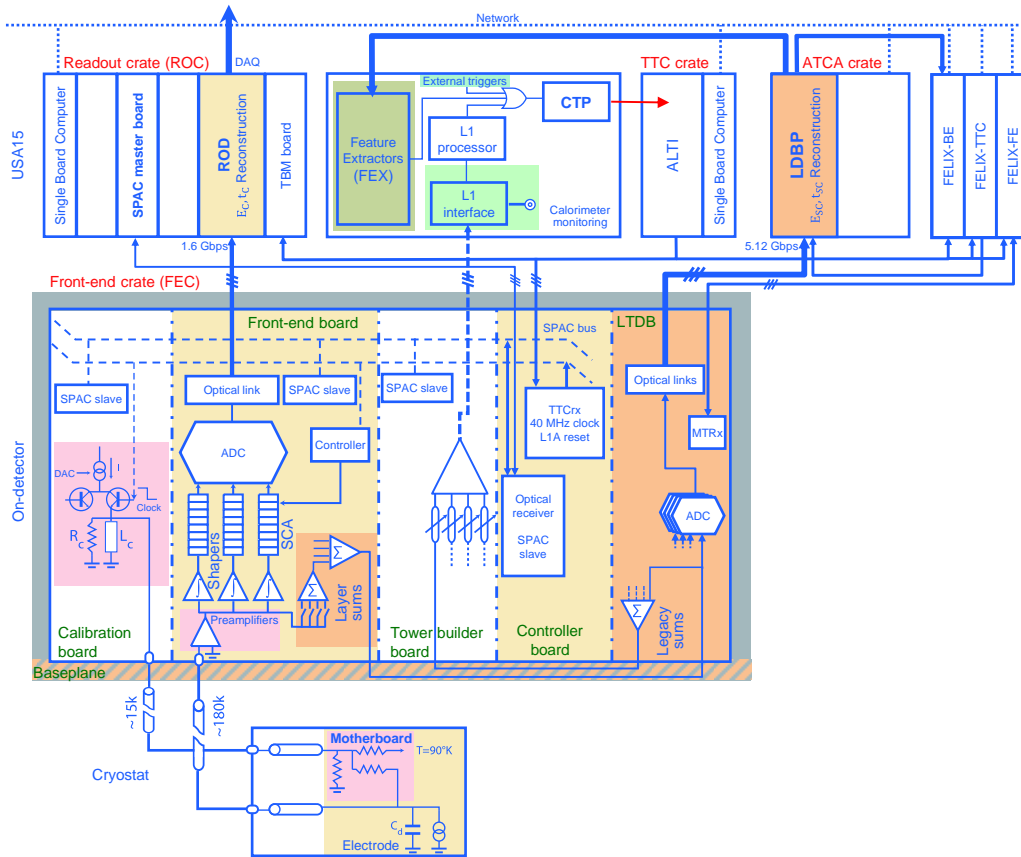 Network
Readout crate (ROC)
DAQ
TTC crate
ATCA crate
USA15
Single Board Computer
SPAC master board
ROD
E_C, t_C Reconstruction
TBM board
External triggers
Feature
Extractors
(FEX)
L1
processor
L1
interface
CTP
Calorimeter
monitoring
ALTI
Single Board Computer
LDBP
E_SC, t_SC Reconstruction
FELIX-BE
FELIX-TTC
FELIX-FE
1.6 Gbps
5.12 Gbps
Front-end crate (FEC)
On-detector
Front-end board
SPAC bus
LTDB
SPAC slave
Optical link
SPAC slave
SPAC slave
Optical links
TTCrx
40 MHz clock
L1A reset
MTRx
ADC
Controller
DAC
I
Clock
R_c
L_c
Shapers
SCA
Optical
receiver
SPAC
slave
ADC
Σ
Σ
Σ
∫
∫
∫
Layer
sums
Legacy
sums
Preamplifiers
Calibration
board
Tower builder
board
Controller
board
Baseplane
~15k
~180k
Cryostat
Motherboard
T=90°K
C_d
Electrode